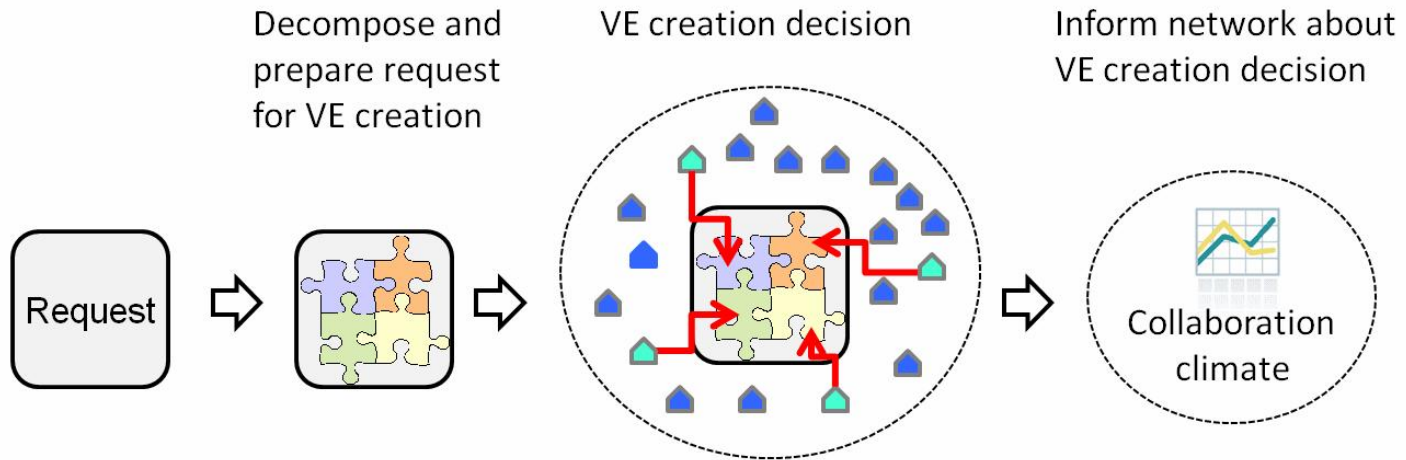 Decompose and
prepare request
for VE creation
VE creation decision
Inform network about
VE creation decision
Request
Collaboration
climate